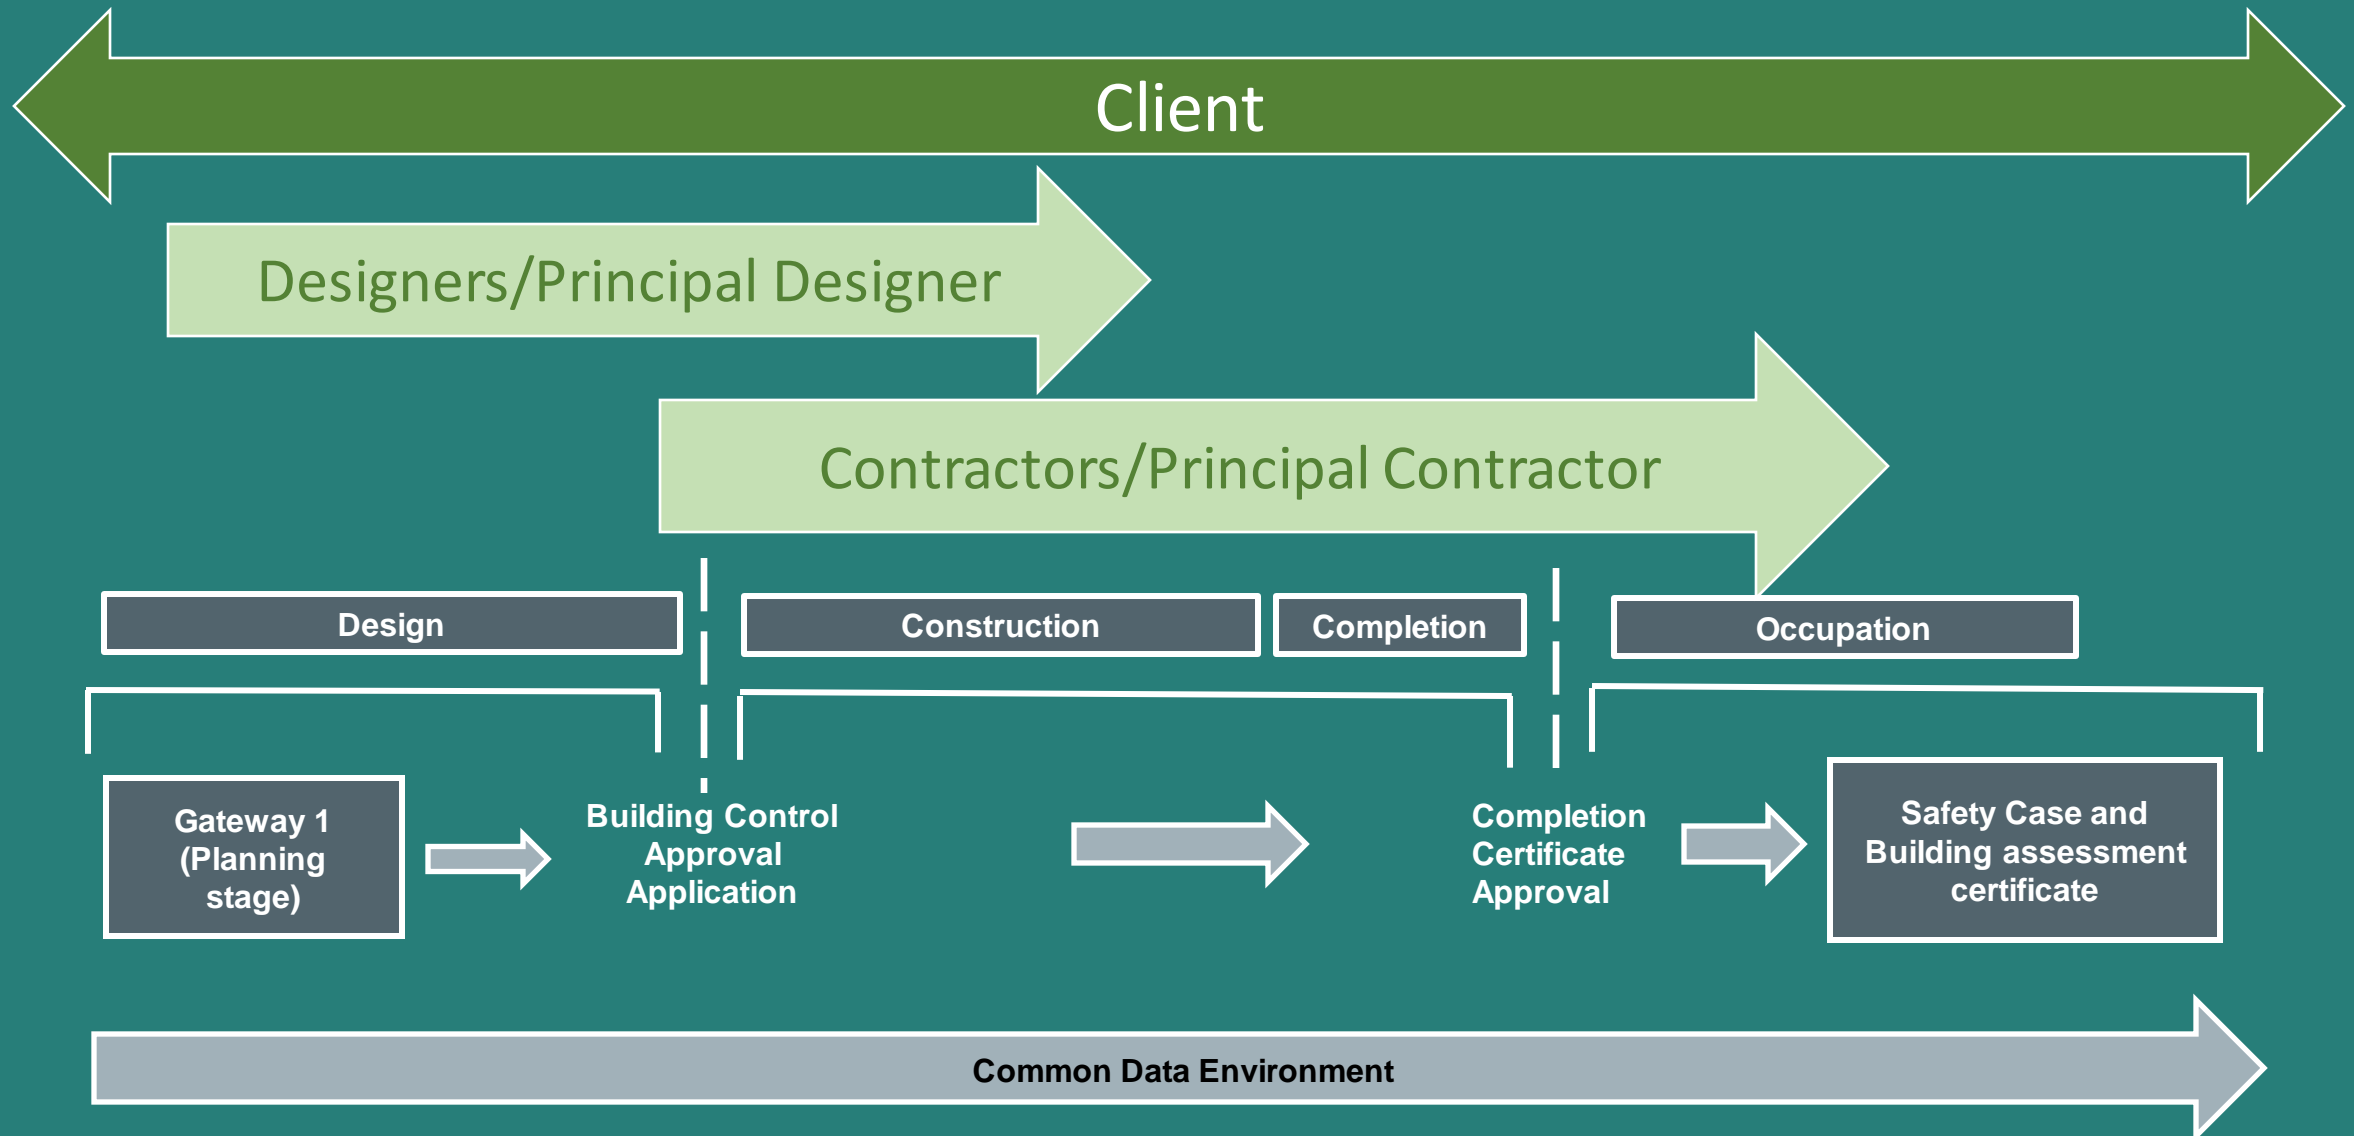 Client
Designers/Principal Designer
Contractors/Principal Contractor
Design
Construction
Completion
Occupation
Gateway 1
(Planning
stage)
Building Control
Approval
Application
Completion
Certificate
Approval
Safety Case and
Building assessment
certificate
Common Data Environment